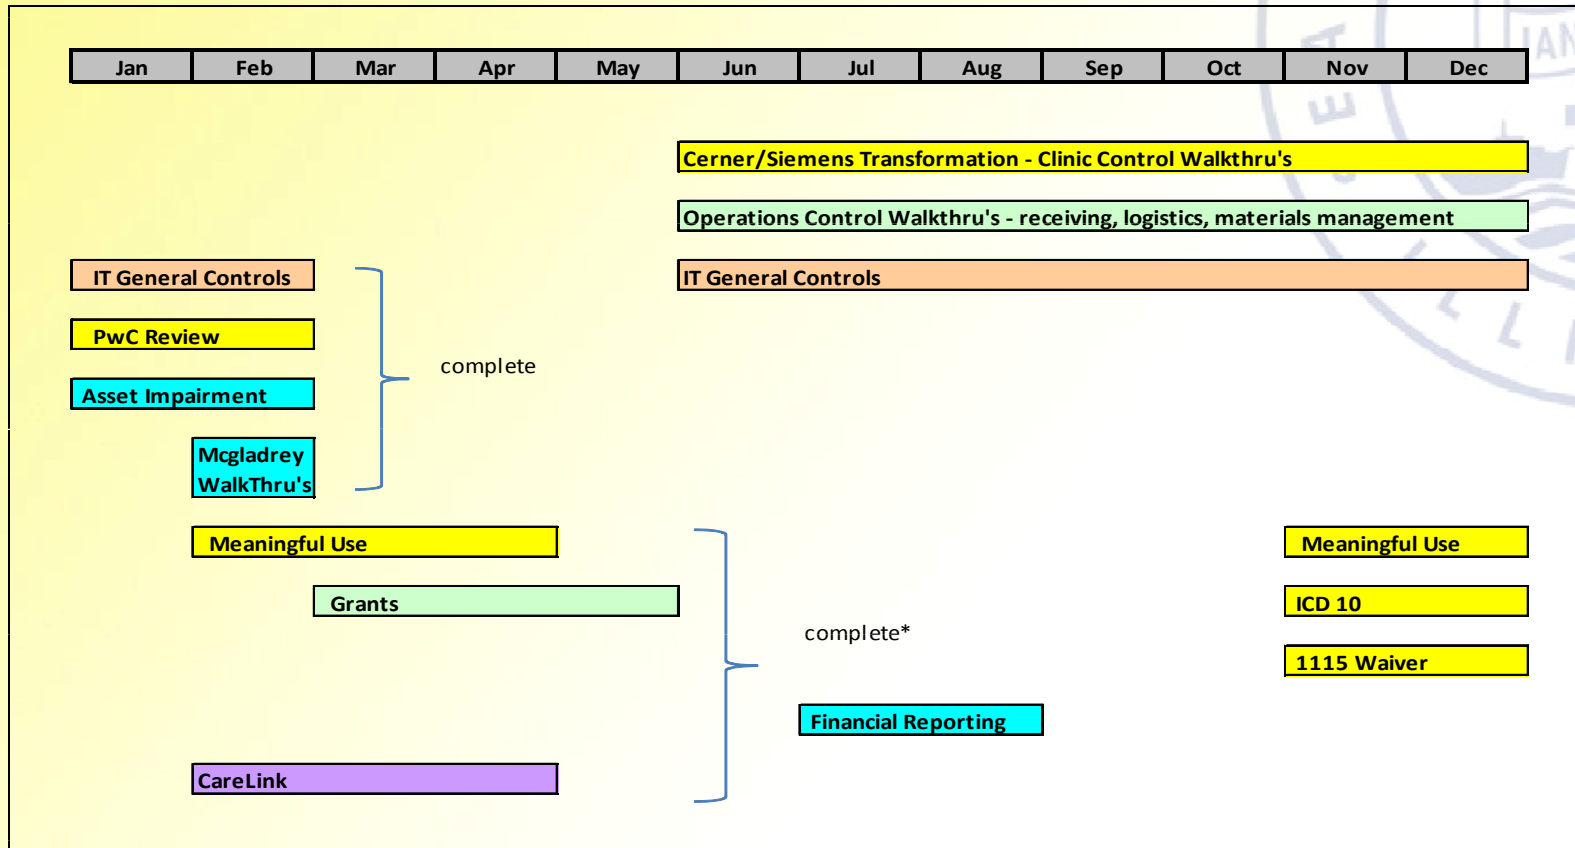 Jan Feb Mar Apr May Jun Jul Aug Sep Oct Nov Dec
Cerner/Siemens Transformation - Clinic Control Walkthru's
Operations Control Walkthru's - receiving, logistics, materials management
IT General Controls IT General Controls
PwC Review
complete
Asset Impairment
Mcgladrey
WalkThru's
Meaningful Use Meaningful Use
Grants ICD 10
complete*
1115 Waiver
Financial Reporting
CareLink